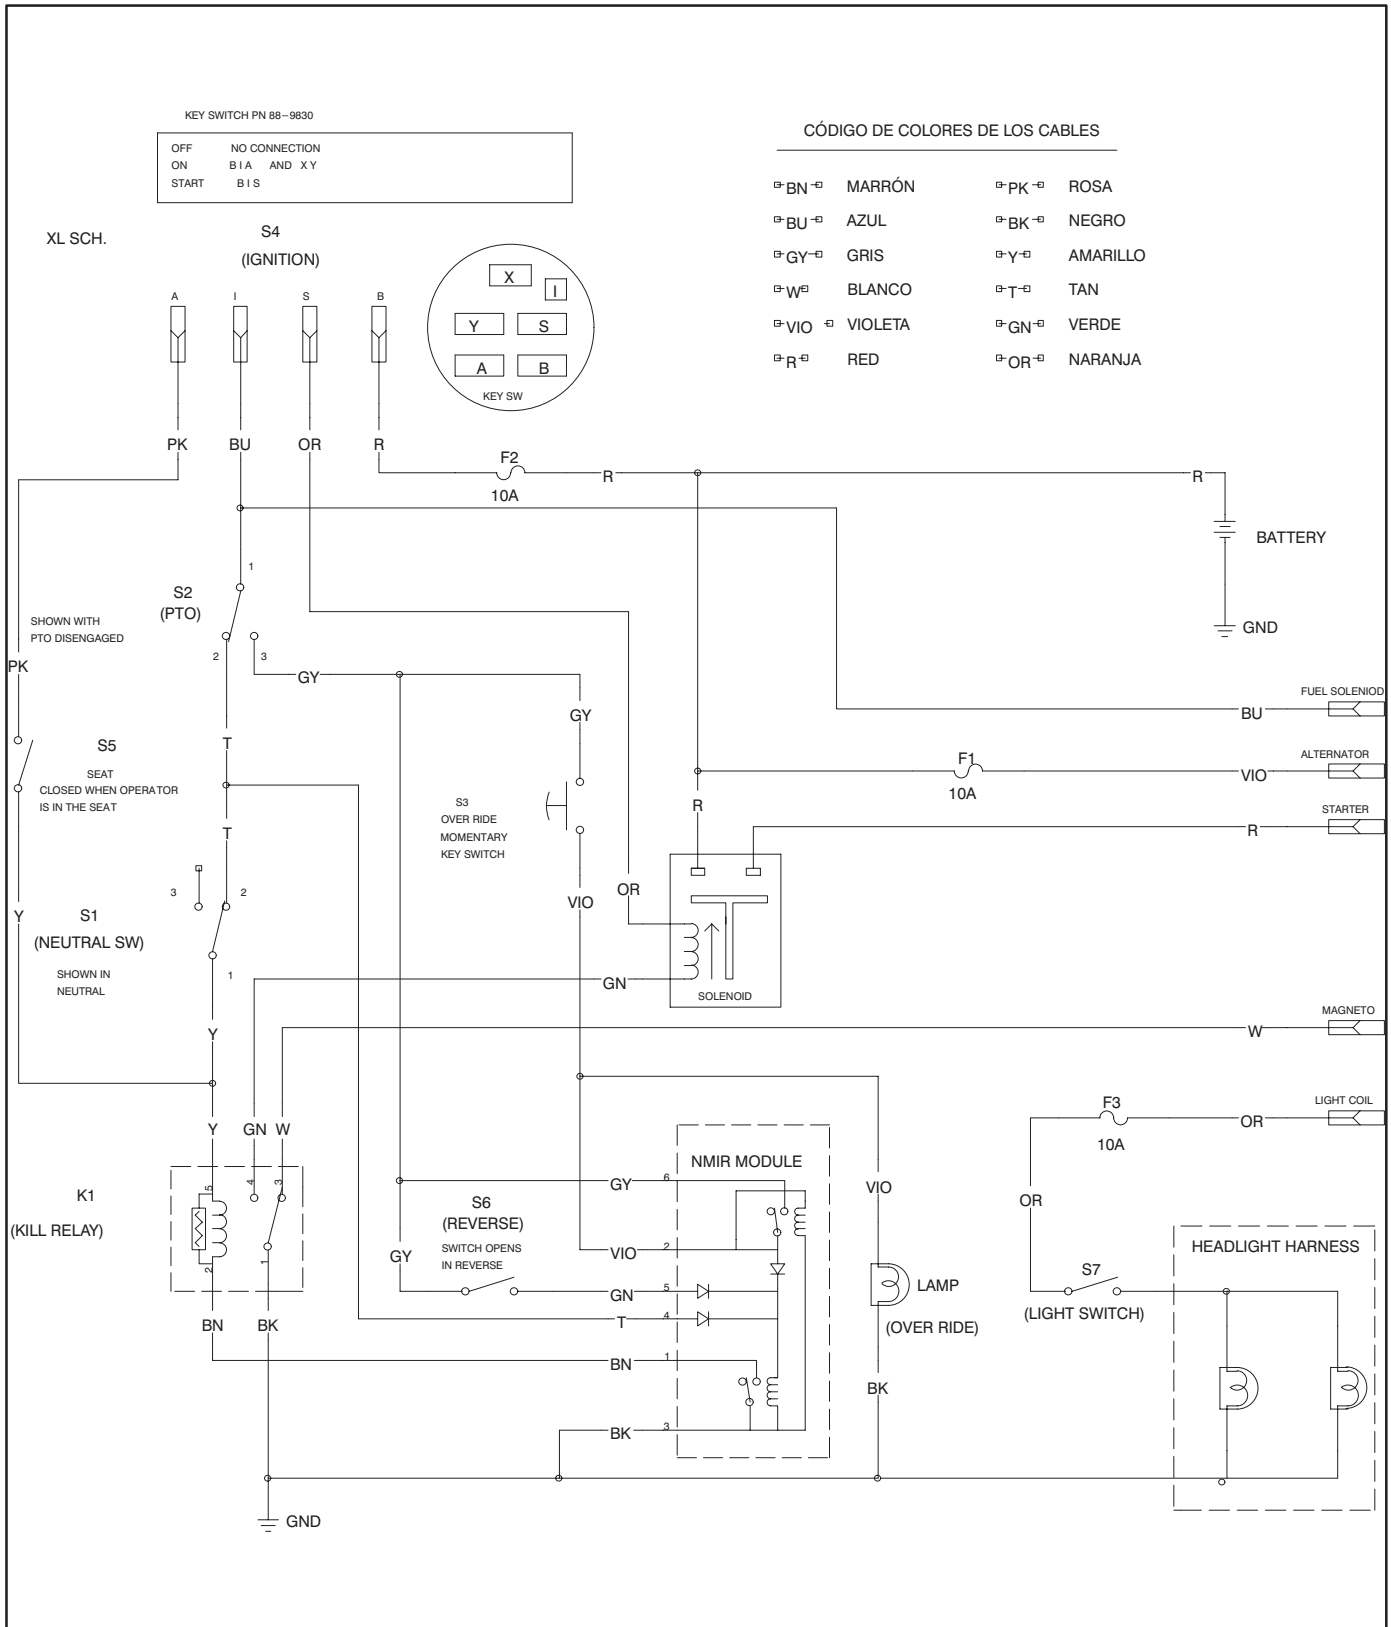 KEY SWITCH PN 88-9830
OFF NO CONNECTION
ON B I A AND X Y
START B I S
CÓDIGO DE COLORES DE LOS CABLES
BN MARRÓN PK ROSA
BU AZUL BK NEGRO
GY GRIS Y AMARILLO
W BLANCO T TAN
VIO VIOLETA GN VERDE
R RED OR NARANJA
XL SCH.
S4
(IGNITION)
A I S B
X
I
Y S
A B
KEY SW
PK BU OR R
F2
10A
R
R
BATTERY
GND
1
S2
(PTO)
SHOWN WITH
PTO DISENGAGED
2 3
PK
GY
GY
T
S5
SEAT
CLOSED WHEN OPERATOR
IS IN THE SEAT
FUEL SOLENIOD
BU
ALTERNATOR
F1
10A
VIO
R
STARTER
R
S3
OVER RIDE
MOMENTARY
KEY SWITCH
T
3 2
Y
S1
(NEUTRAL SW)
SHOWN IN
NEUTRAL
1
VIO
OR
GN
SOLENOID
Y
MAGNETO
W
LIGHT COIL
F3
10A
OR
Y GN W
K1
(KILL RELAY)
5 4 3
2 1
BN BK
NMIR MODULE
GY 6
S6
(REVERSE)
SWITCH OPENS
IN REVERSE
GY
VIO 2
GN 5
T 4
BN 1
BK 3
VIO
LAMP
(OVER RIDE)
BK
OR
S7
(LIGHT SWITCH)
HEADLIGHT HARNESS
GND